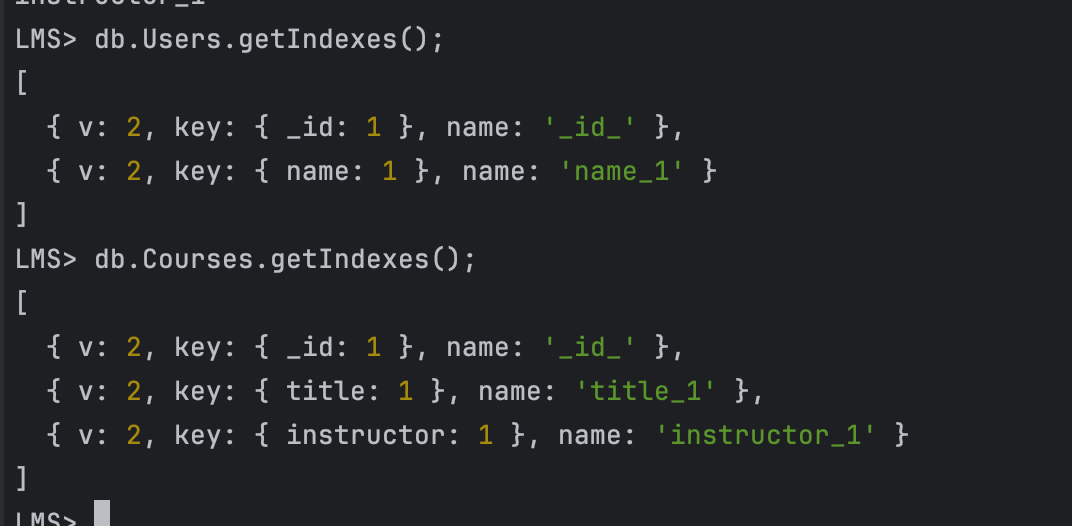 instructor_1
LMS> db.Users.getIndexes();
[
  { v: 2, key: { _id: 1 }, name: '_id_' },
  { v: 2, key: { name: 1 }, name: 'name_1' }
]
LMS> db.Courses.getIndexes();
[
  { v: 2, key: { _id: 1 }, name: '_id_' },
  { v: 2, key: { title: 1 }, name: 'title_1' },
  { v: 2, key: { instructor: 1 }, name: 'instructor_1' }
]
LMS>